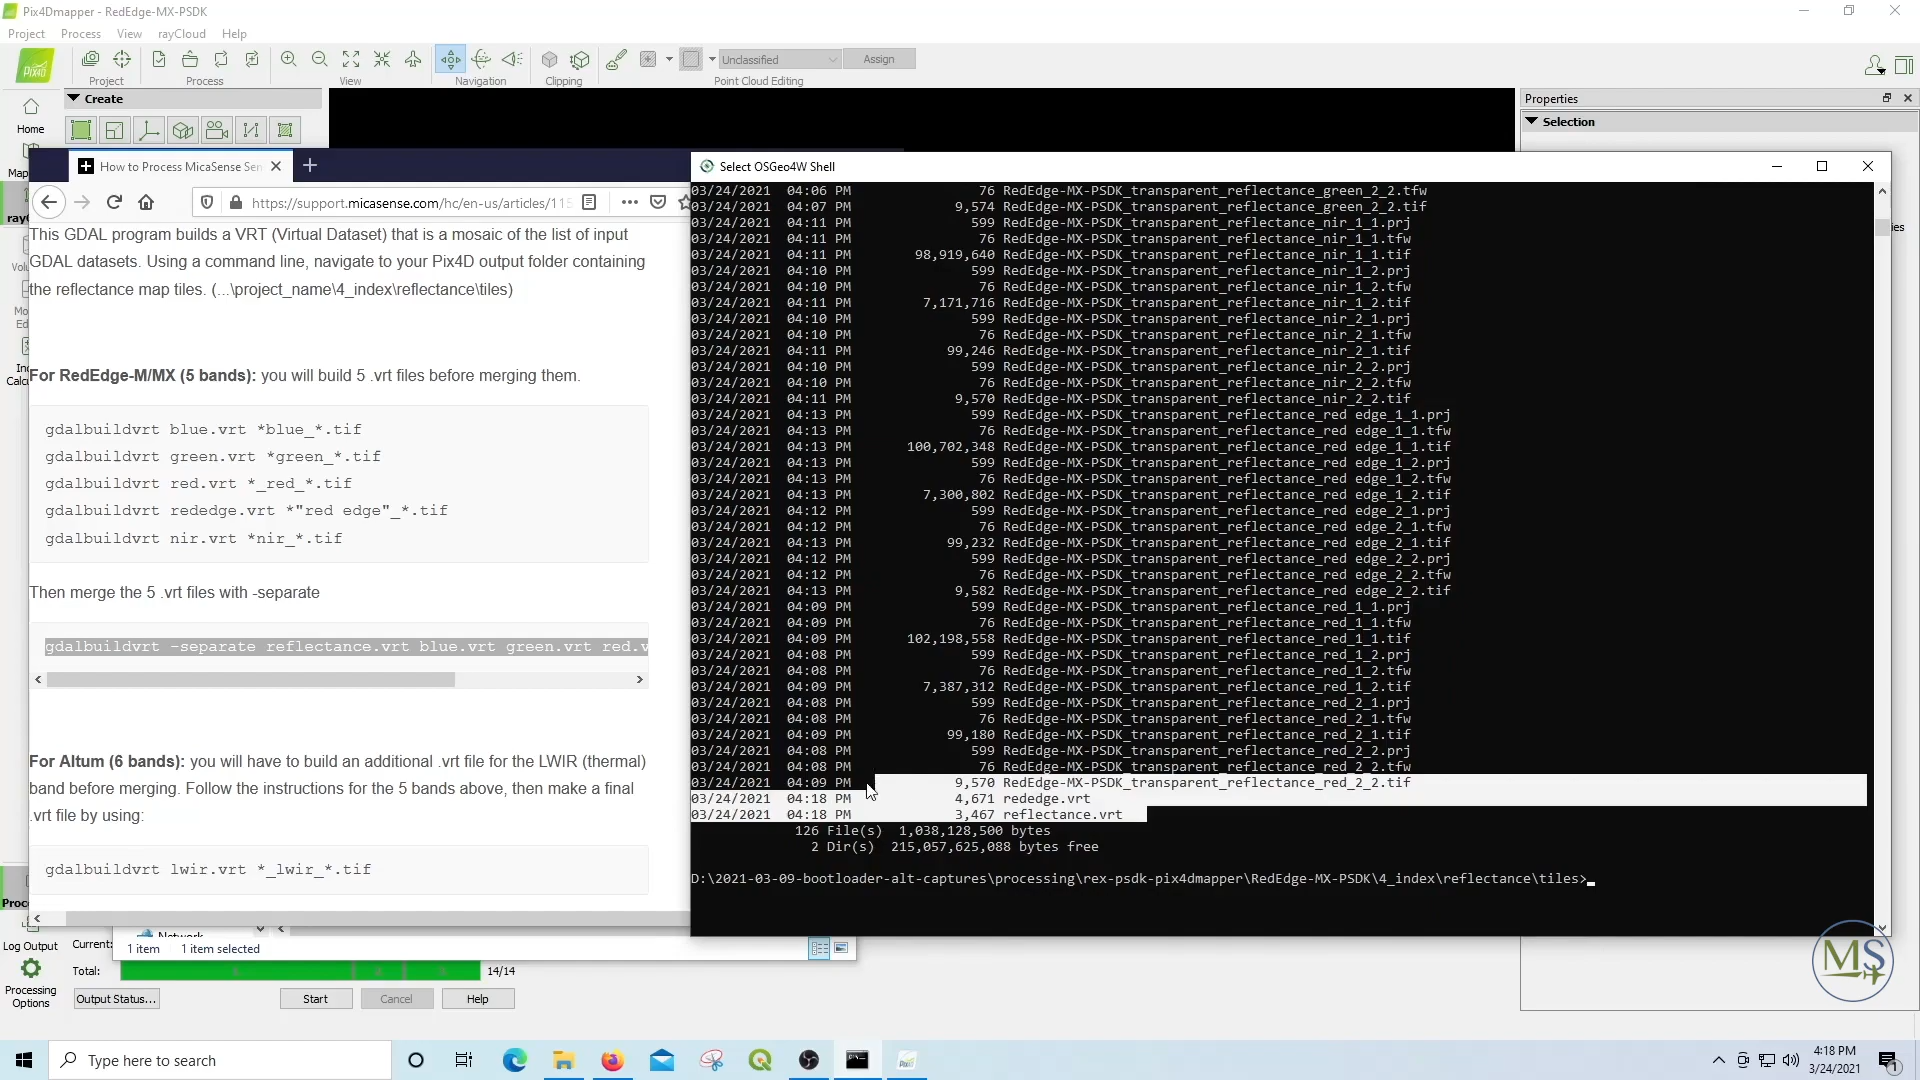 Pix4Dmapper - RedEdge-MX-PSDK
Project Process View rayCloud Help
Project Process View Navigation Clipping Point Cloud Editing
Unclassified Assign
Create
Properties
Selection
Home
How to Process MicaSense Sen
https://support.micasense.com/hc/en-us/articles/115
This GDAL program builds a VRT (Virtual Dataset) that is a mosaic of the list of input
GDAL datasets. Using a command line, navigate to your Pix4D output folder containing
the reflectance map tiles. (...\project_name\4_index\reflectance\tiles)
For RedEdge-M/MX (5 bands): you will build 5 .vrt files before merging them.
gdalbuildvrt blue.vrt *blue_*.tif
gdalbuildvrt green.vrt *green_*.tif
gdalbuildvrt red.vrt *_red_*.tif
gdalbuildvrt rededge.vrt *"red edge"_*.tif
gdalbuildvrt nir.vrt *nir_*.tif
Then merge the 5 .vrt files with -separate
gdalbuildvrt -separate reflectance.vrt blue.vrt green.vrt red.v
For Altum (6 bands): you will have to build an additional .vrt file for the LWIR (thermal)
band before merging. Follow the instructions for the 5 bands above, then make a final
.vrt file by using:
gdalbuildvrt lwir.vrt *_lwir_*.tif
Select OSGeo4W Shell
03/24/2021 04:06 PM 76 RedEdge-MX-PSDK_transparent_reflectance_green_2_2.tfw
03/24/2021 04:07 PM 9,574 RedEdge-MX-PSDK_transparent_reflectance_green_2_2.tif
03/24/2021 04:11 PM 599 RedEdge-MX-PSDK_transparent_reflectance_nir_1_1.prj
03/24/2021 04:11 PM 76 RedEdge-MX-PSDK_transparent_reflectance_nir_1_1.tfw
03/24/2021 04:11 PM 98,919,640 RedEdge-MX-PSDK_transparent_reflectance_nir_1_1.tif
03/24/2021 04:10 PM 599 RedEdge-MX-PSDK_transparent_reflectance_nir_1_2.prj
03/24/2021 04:10 PM 76 RedEdge-MX-PSDK_transparent_reflectance_nir_1_2.tfw
03/24/2021 04:11 PM 7,171,716 RedEdge-MX-PSDK_transparent_reflectance_nir_1_2.tif
03/24/2021 04:10 PM 599 RedEdge-MX-PSDK_transparent_reflectance_nir_2_1.prj
03/24/2021 04:10 PM 76 RedEdge-MX-PSDK_transparent_reflectance_nir_2_1.tfw
03/24/2021 04:11 PM 99,246 RedEdge-MX-PSDK_transparent_reflectance_nir_2_1.tif
03/24/2021 04:10 PM 599 RedEdge-MX-PSDK_transparent_reflectance_nir_2_2.prj
03/24/2021 04:10 PM 76 RedEdge-MX-PSDK_transparent_reflectance_nir_2_2.tfw
03/24/2021 04:11 PM 9,570 RedEdge-MX-PSDK_transparent_reflectance_nir_2_2.tif
03/24/2021 04:13 PM 599 RedEdge-MX-PSDK_transparent_reflectance_red edge_1_1.prj
03/24/2021 04:13 PM 76 RedEdge-MX-PSDK_transparent_reflectance_red edge_1_1.tfw
03/24/2021 04:13 PM 100,702,348 RedEdge-MX-PSDK_transparent_reflectance_red edge_1_1.tif
03/24/2021 04:13 PM 599 RedEdge-MX-PSDK_transparent_reflectance_red edge_1_2.prj
03/24/2021 04:13 PM 76 RedEdge-MX-PSDK_transparent_reflectance_red edge_1_2.tfw
03/24/2021 04:13 PM 7,300,802 RedEdge-MX-PSDK_transparent_reflectance_red edge_1_2.tif
03/24/2021 04:12 PM 599 RedEdge-MX-PSDK_transparent_reflectance_red edge_2_1.prj
03/24/2021 04:12 PM 76 RedEdge-MX-PSDK_transparent_reflectance_red edge_2_1.tfw
03/24/2021 04:13 PM 99,232 RedEdge-MX-PSDK_transparent_reflectance_red edge_2_1.tif
03/24/2021 04:12 PM 599 RedEdge-MX-PSDK_transparent_reflectance_red edge_2_2.prj
03/24/2021 04:12 PM 76 RedEdge-MX-PSDK_transparent_reflectance_red edge_2_2.tfw
03/24/2021 04:13 PM 9,582 RedEdge-MX-PSDK_transparent_reflectance_red edge_2_2.tif
03/24/2021 04:09 PM 599 RedEdge-MX-PSDK_transparent_reflectance_red_1_1.prj
03/24/2021 04:09 PM 76 RedEdge-MX-PSDK_transparent_reflectance_red_1_1.tfw
03/24/2021 04:09 PM 102,198,558 RedEdge-MX-PSDK_transparent_reflectance_red_1_1.tif
03/24/2021 04:08 PM 599 RedEdge-MX-PSDK_transparent_reflectance_red_1_2.prj
03/24/2021 04:08 PM 76 RedEdge-MX-PSDK_transparent_reflectance_red_1_2.tfw
03/24/2021 04:09 PM 7,387,312 RedEdge-MX-PSDK_transparent_reflectance_red_1_2.tif
03/24/2021 04:08 PM 599 RedEdge-MX-PSDK_transparent_reflectance_red_2_1.prj
03/24/2021 04:08 PM 76 RedEdge-MX-PSDK_transparent_reflectance_red_2_1.tfw
03/24/2021 04:09 PM 99,180 RedEdge-MX-PSDK_transparent_reflectance_red_2_1.tif
03/24/2021 04:08 PM 599 RedEdge-MX-PSDK_transparent_reflectance_red_2_2.prj
03/24/2021 04:08 PM 76 RedEdge-MX-PSDK_transparent_reflectance_red_2_2.tfw
03/24/2021 04:09 PM 9,570 RedEdge-MX-PSDK_transparent_reflectance_red_2_2.tif
03/24/2021 04:18 PM 4,671 rededge.vrt
03/24/2021 04:18 PM 3,467 reflectance.vrt
126 File(s) 1,038,128,500 bytes
2 Dir(s) 215,057,625,088 bytes free
D:\2021-03-09-bootloader-alt-captures\processing\rex-psdk-pix4dmapper\RedEdge-MX-PSDK\4_index\reflectance\tiles>
Network
1 item 1 item selected
Log Output
Current:
Total: 14/14
Processing
Options
Output Status... Start Cancel Help
MS
Type here to search
4:18 PM
3/24/2021
1